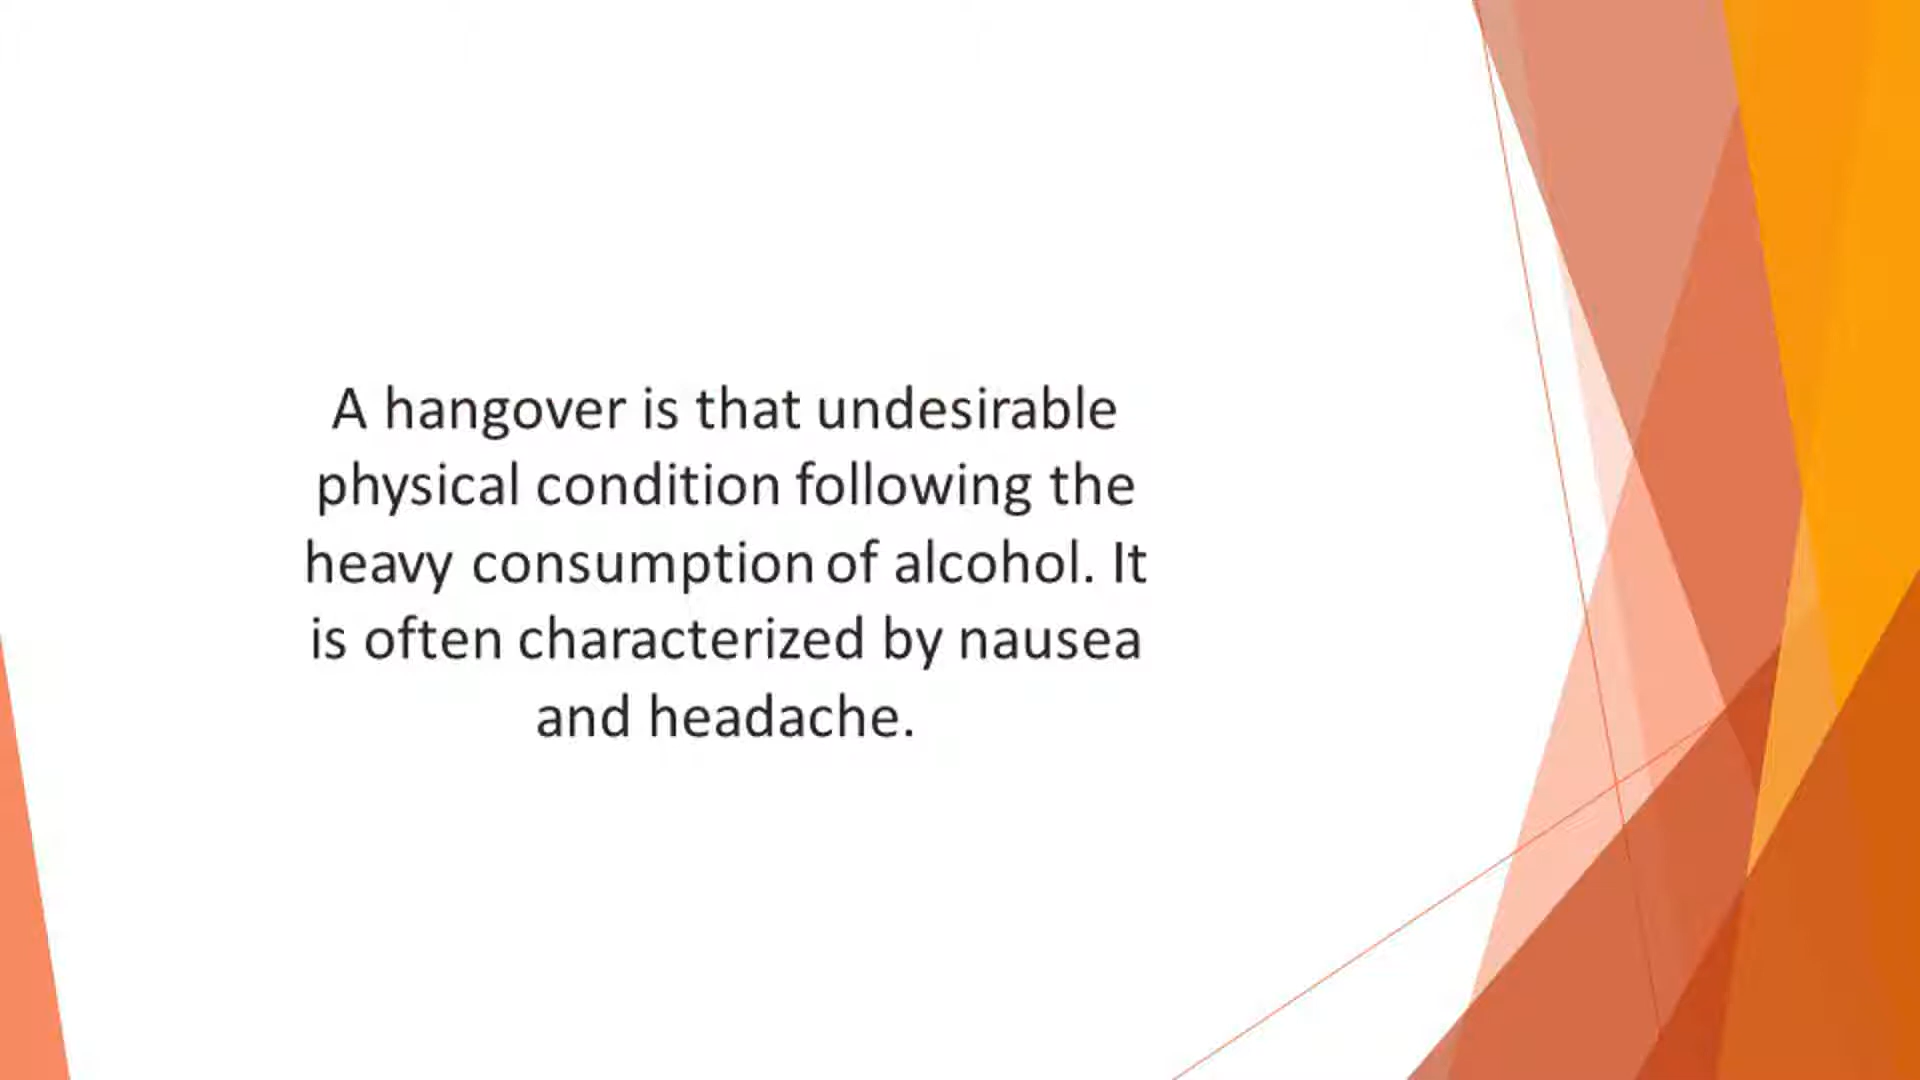 A hangover is that undesirable
physical condition following the
heavy consumption of alcohol. It
is often characterized by nausea
and headache.